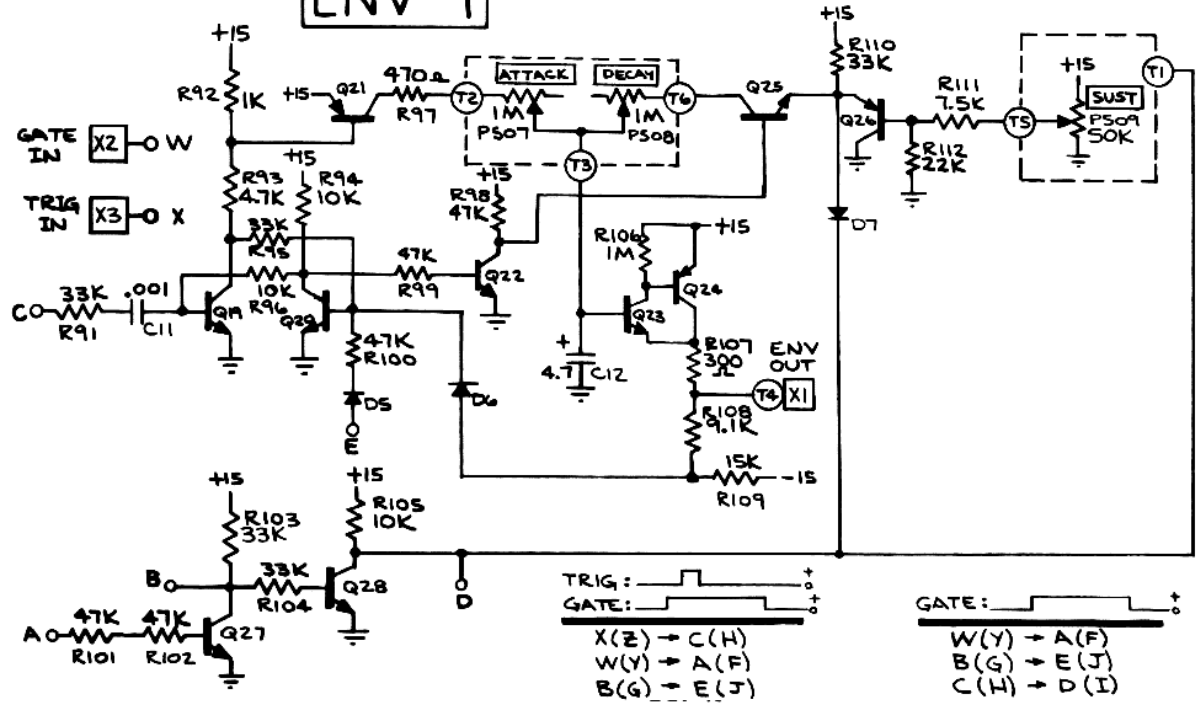 ENV 1
+15
+15
R92
1K
+15
Q21
470Ω
R97
T2
ATTACK
1M
PS07
DECAY
1M
PS08
T6
Q25
R110
33K
Q26
R111
7.5K
R112
22K
T5
+15
SUST
PS09
50K
T1
GATE
IN
X2
W
TRIG
IN
X3
X
R93
4.7K
+15
R94
10K
T3
+15
R98
47K
33K
R95
10K
R96
47K
R99
Q22
R106
1M
+15
Q24
Q23
D7
C
33K
R91
.001
C11
Q19
Q20
47K
R100
D5
E
D6
+
4.7
C12
R107
300
Ω
ENV
OUT
T4
X1
R108
9.1K
15K
R109
-15
+15
R103
33K
+15
R105
10K
B
33K
R104
Q28
D
A
47K
R101
47K
R102
Q27
TRIG:
+
o
GATE:
+
o
X(Z) → C(H)
W(Y) → A(F)
B(G) → E(J)
GATE:
+
o
W(Y) → A(F)
B(G) → E(J)
C(H) → D(I)